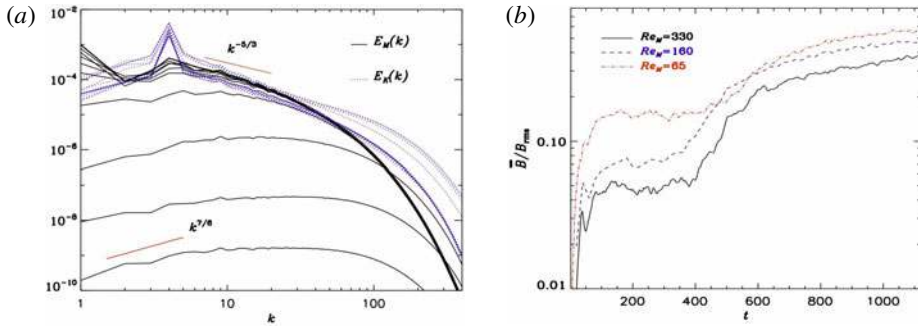 (a)
10⁻²
10⁻⁴
10⁻⁶
10⁻⁸
10⁻¹⁰
k⁻⁵/³
E_M(k)
E_K(k)
k⁷/⁶
1
10
100
k
(b)
Re_M=330
Re_M=160
Re_M=65
B̅/B_rms
0.10
0.01
200
400
600
800
1000
t